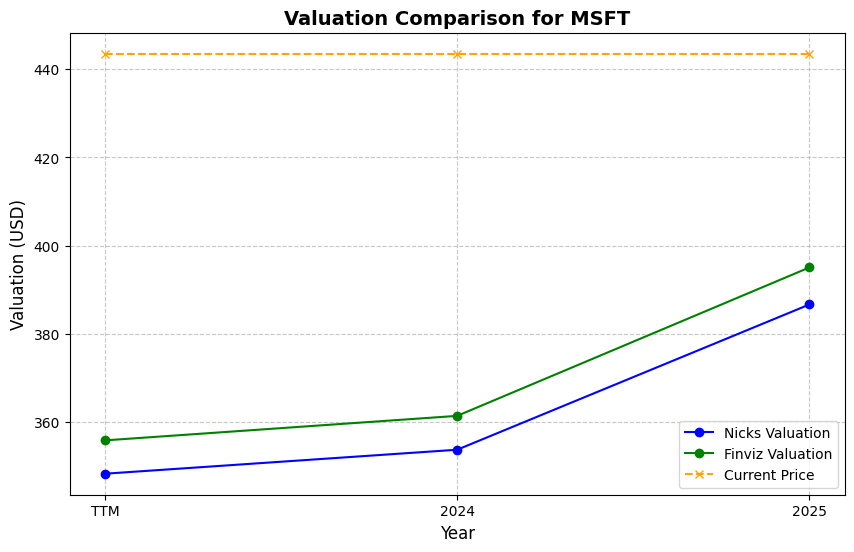 Valuation Comparison for MSFT
440
420
400
380
360
Valuation (USD)
TTM
2024
2025
Year
Nicks Valuation
Finviz Valuation
Current Price